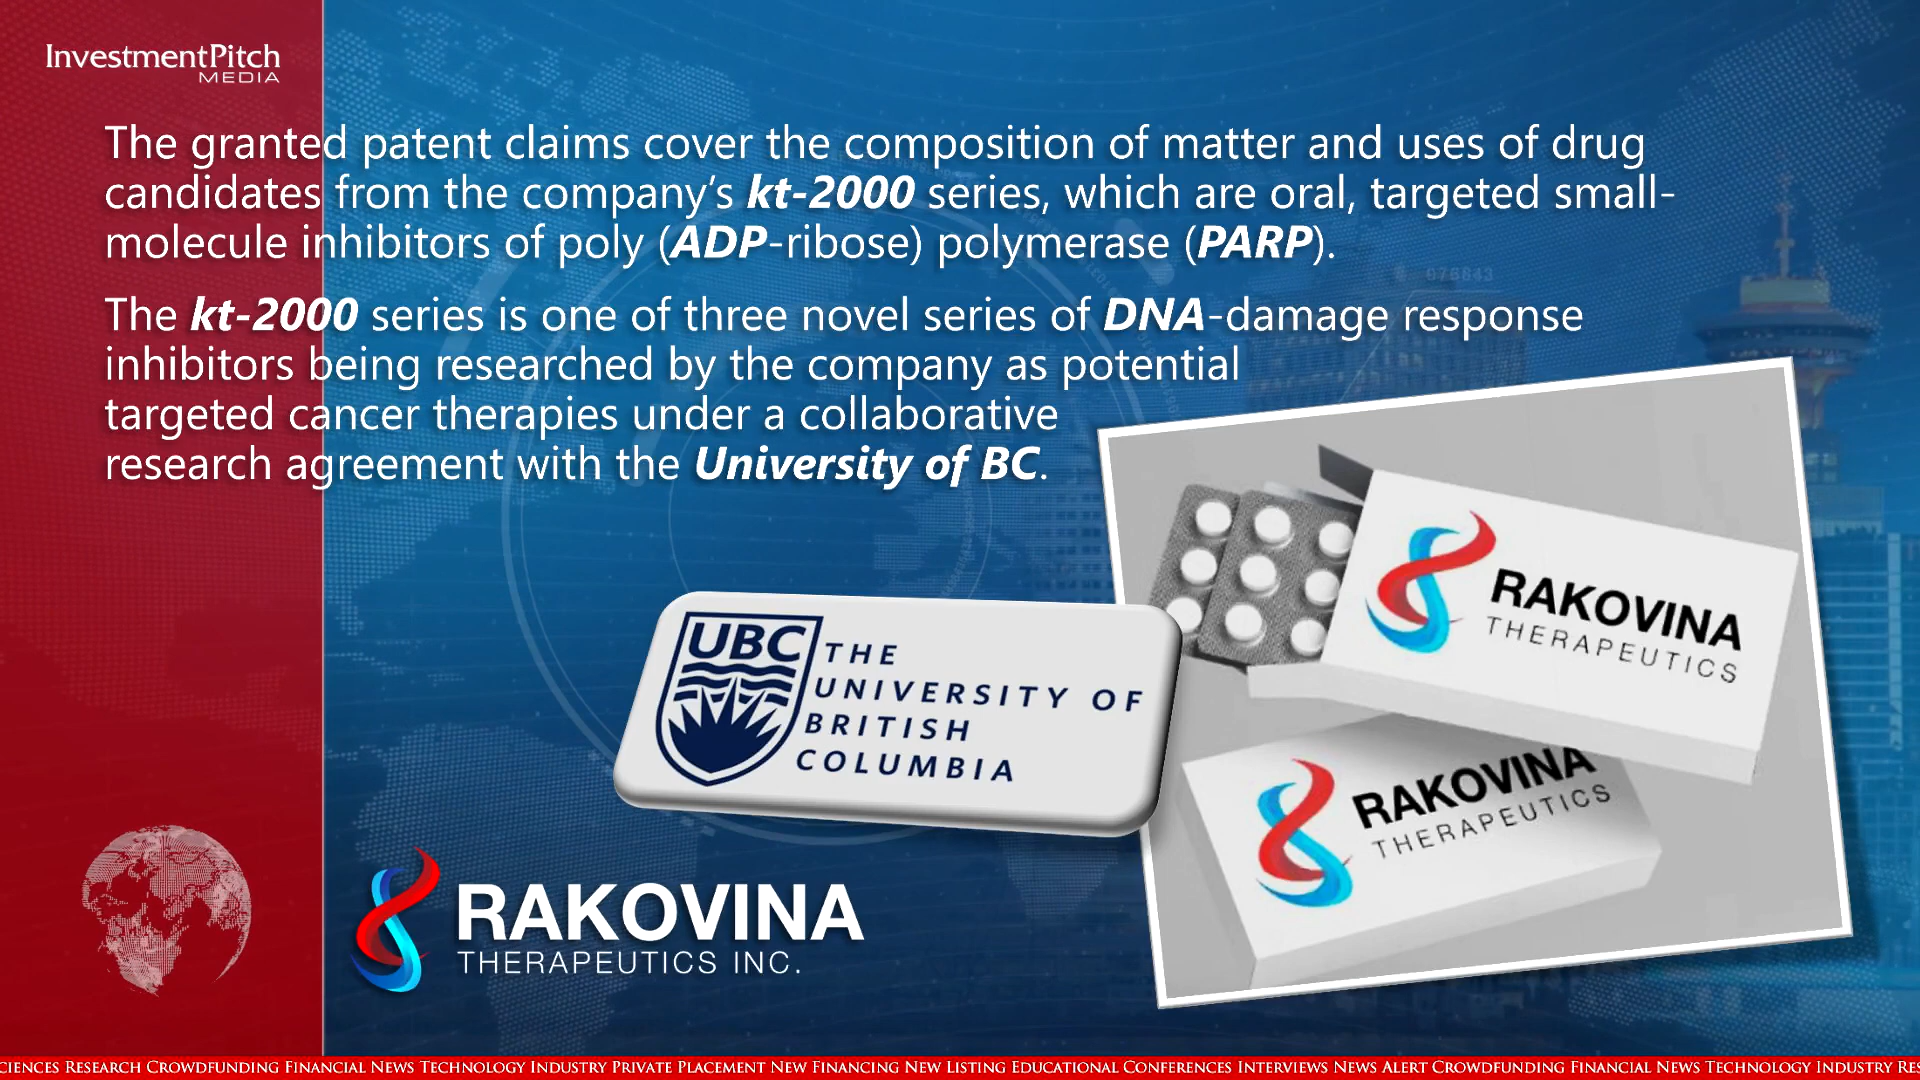 InvestmentPitch
MEDIA
The granted patent claims cover the composition of matter and uses of drug
candidates from the company's kt-2000 series, which are oral, targeted small-
molecule inhibitors of poly (ADP-ribose) polymerase (PARP).
The kt-2000 series is one of three novel series of DNA-damage response
inhibitors being researched by the company as potential
targeted cancer therapies under a collaborative
research agreement with the University of BC.
076843
UBC
THE
UNIVERSITY OF
BRITISH
COLUMBIA
RAKOVINA
THERAPEUTICS
RAKOVINA
THERAPEUTICS
RAKOVINA
THERAPEUTICS INC.
CIENCES RESEARCH CROWDFUNDING FINANCIAL NEWS TECHNOLOGY INDUSTRY PRIVATE PLACEMENT NEW FINANCING NEW LISTING EDUCATIONAL CONFERENCES INTERVIEWS NEWS ALERT CROWDFUNDING FINANCIAL NEWS TECHNOLOGY INDUSTRY RES